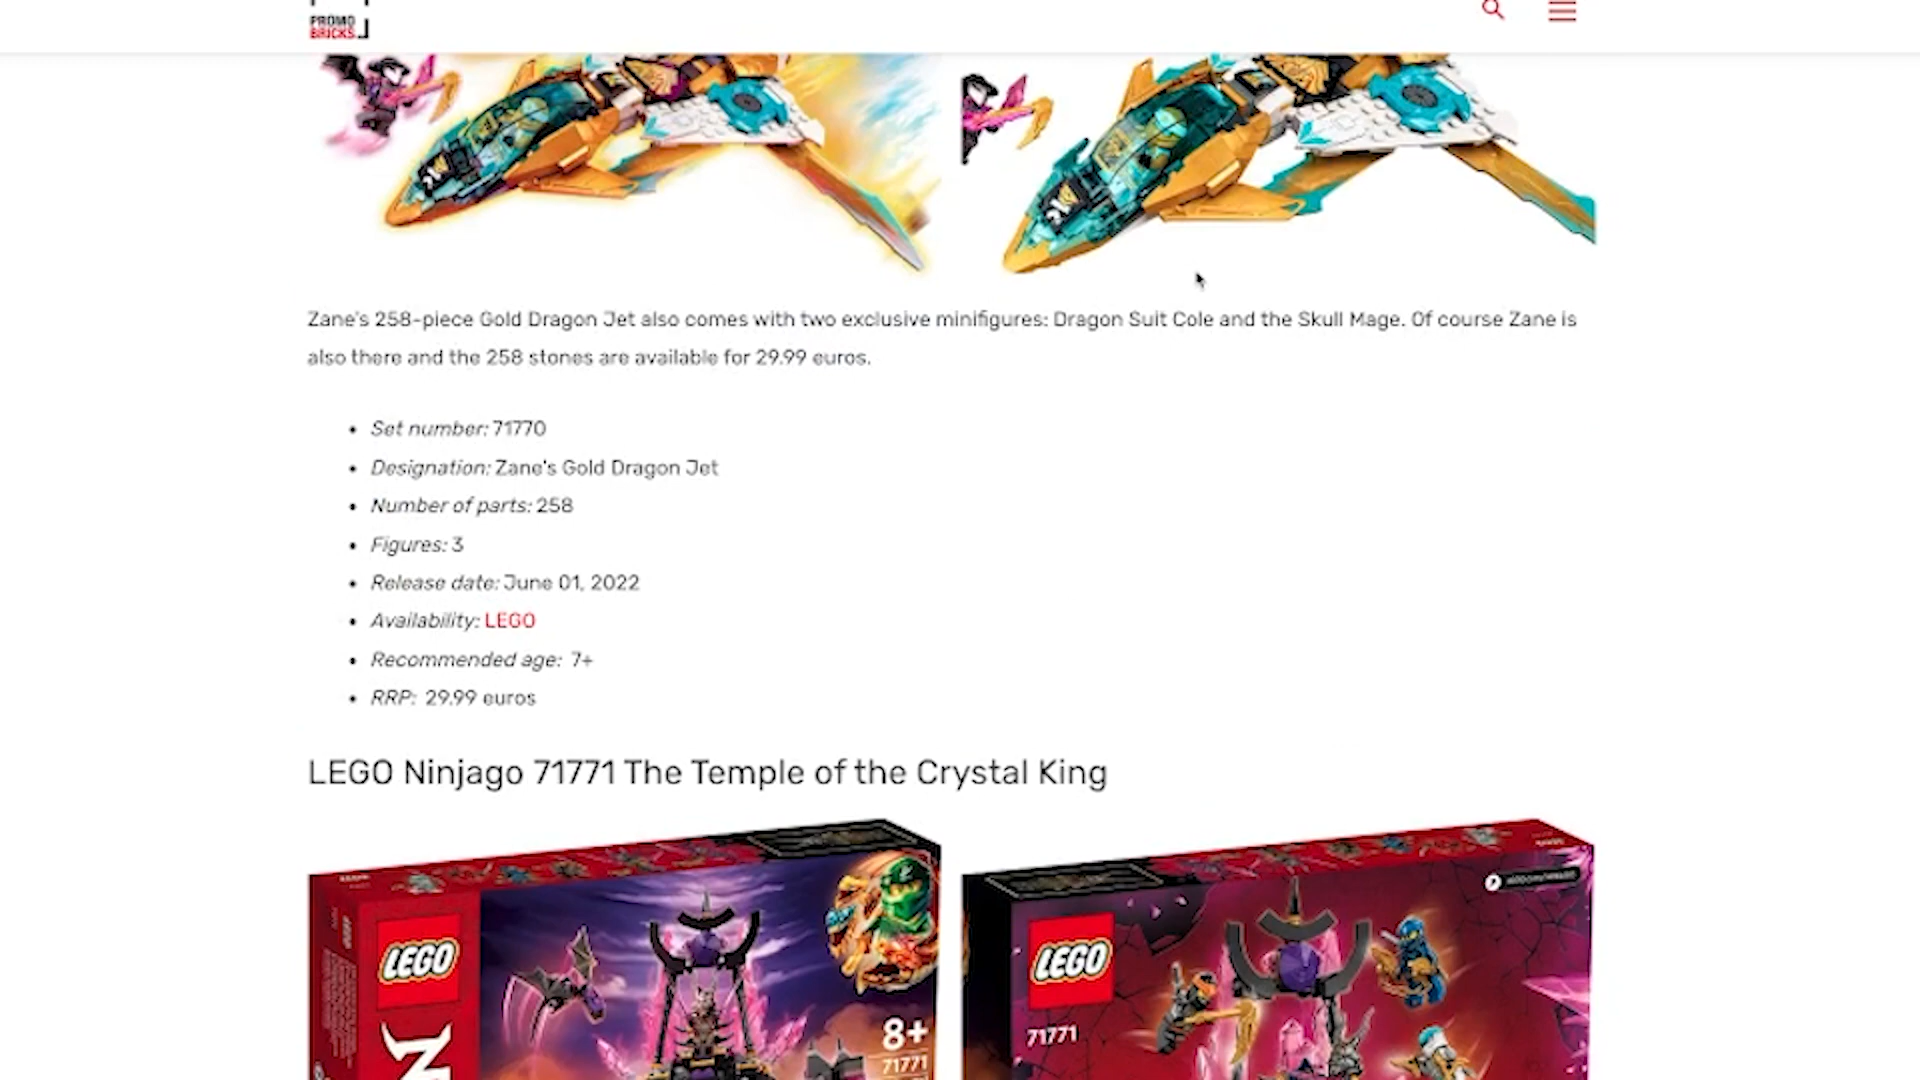 PROMO
BRICKS
Zane's 258-piece Gold Dragon Jet also comes with two exclusive minifigures: Dragon Suit Cole and the Skull Mage. Of course Zane is
also there and the 258 stones are available for 29.99 euros.
• Set number: 71770
• Designation: Zane's Gold Dragon Jet
• Number of parts: 258
• Figures: 3
• Release date: June 01, 2022
• Availability: LEGO
• Recommended age: 7+
• RRP: 29.99 euros
LEGO Ninjago 71771 The Temple of the Crystal King
LEGO
8+
71771
N
LEGO
71771